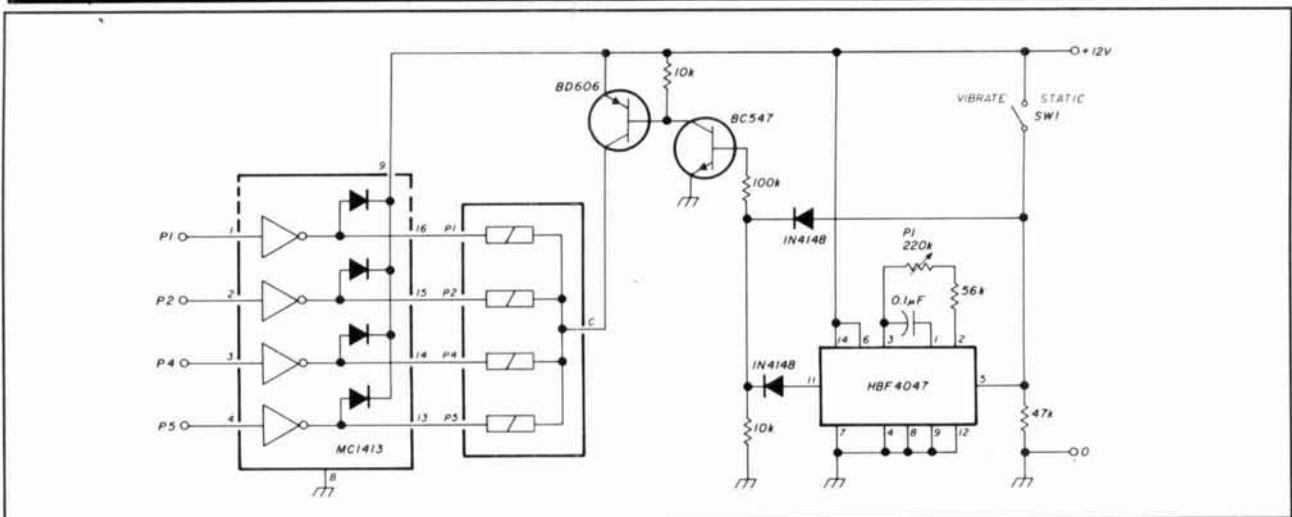 +12V
10k
BD606
BC547
VIBRATE STATIC
SW1
9
100k
1N4148
P1
220k
56k
0.1µF
P1 1 16 P1
P2 2 15 P2
C
P4 3 14 P4
P5 4 13 P5
MC1413
8
14 6 3 1 2
1N4148
11 HBF4047 5
10k
7 4 8 9 12
47k
0